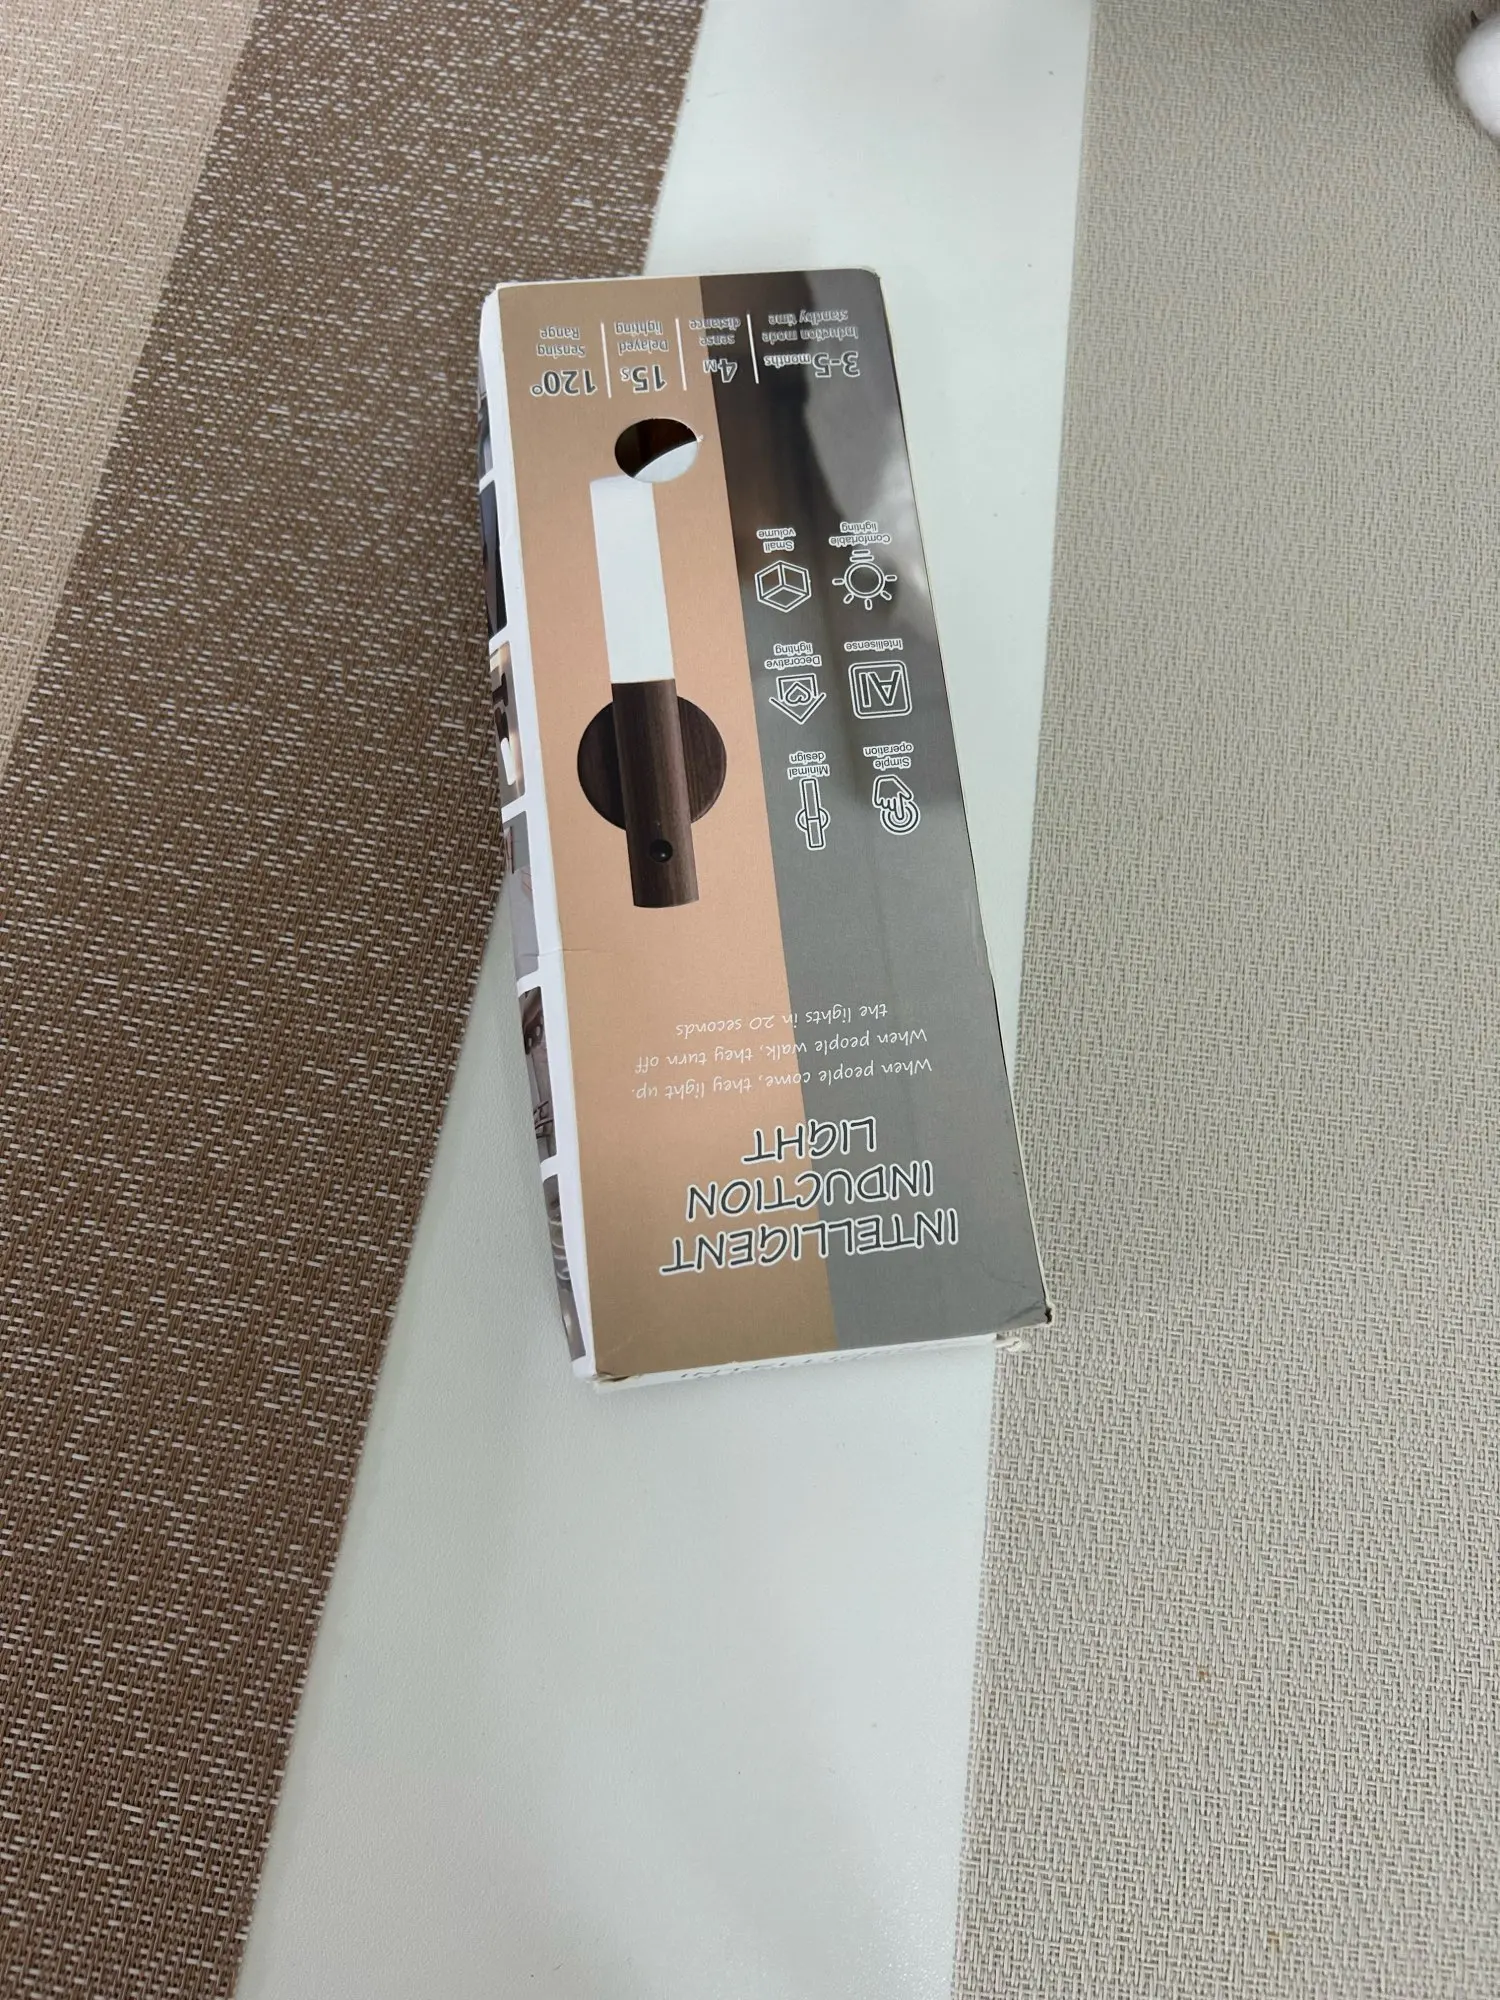 INTELLIGENT
INDUCTION
LIGHT
When people come, they light up.
When people walk, they turn off
the lights in 20 seconds
Simple
operation
Minimal
design
AI
Intellisense
Decorative
lighting
Comfortable
lighting
Small
volume
3-5 months
Induction mode
standby time
4M
sense
distance
15s
Delayed
lighting
120°
Sensing
Range